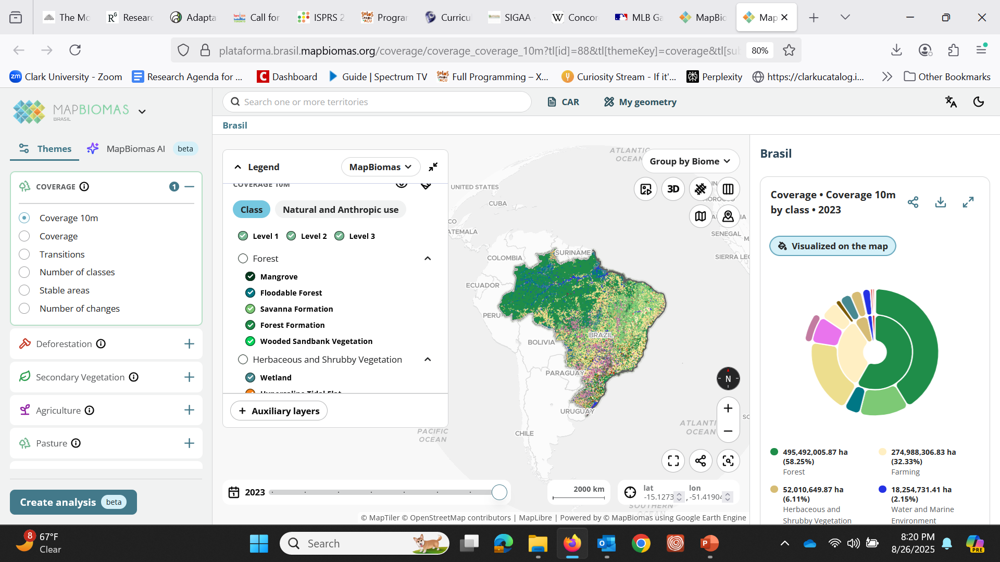 The Mo
Researc
Adapta
Call for
ISPRS 2
Program
Curricul
SIGAA
Concor
MLB Ga
MapBio
Map
plataforma.brasil.mapbiomas.org/coverage/coverage_coverage_10m?tl[id]=88&tl[themeKey]=coverage&tl[sub
80%
Clark University - Zoom
Research Agenda for ...
Dashboard
Guide | Spectrum TV
Full Programming – X...
Curiosity Stream - If it'...
Perplexity
https://clarkucatalog.i...
Other Bookmarks
MAPBIOMAS
BRASIL
Search one or more territories
CAR
My geometry
Brasil
Themes
MapBiomas AI
beta
COVERAGE
1
Coverage 10m
Coverage
Transitions
Number of classes
Stable areas
Number of changes
Deforestation
Secondary Vegetation
Agriculture
Pasture
Create analysis
beta
Legend
MapBiomas
COVERAGE 10M
Class
Natural and Anthropic use
Level 1
Level 2
Level 3
Forest
Mangrove
Floodable Forest
Savanna Formation
Forest Formation
Wooded Sandbank Vegetation
Herbaceous and Shrubby Vegetation
Wetland
Hypersaline Tidal Flat
Auxiliary layers
ATLANTIC
OCEAN
Group by Biome
3D
UNITED STATES
CUBA
ATEMALA
SENEGAL
SIERRA LEO
COLOMBIA
SURINAME
ECUADOR
PERU
BRAZIL
BOLIVIA
PARAGUAY
URUGUAY
CHILE
N
ATLANTI
OCEAN
PACIFIC
OCEAN
2023
2000 km
lat
-15.1273
,
lon
-51.41904
SOUTHERN
OCEAN
© MapTiler © OpenStreetMap contributors | MapLibre | Powered by © MapBiomas using Google Earth Engine
Brasil
Coverage • Coverage 10m
by class • 2023
Visualized on the map
495,492,005.87 ha
(58.25%)
Forest
274,988,306.83 ha
(32.33%)
Farming
52,010,649.87 ha
(6.11%)
Herbaceous and
Shrubby Vegetation
18,254,731.41 ha
(2.15%)
Water and Marine
Environment
8
67°F
Clear
Search
8:20 PM
8/26/2025
PRE